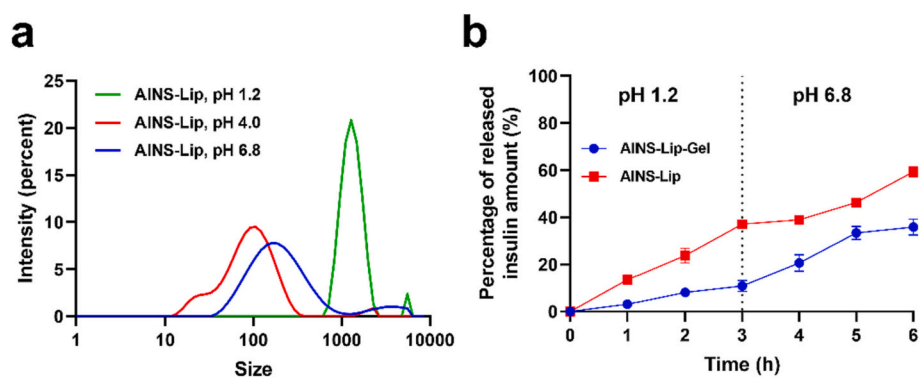 a
Intensity (percent)
25
20
15
10
5
0
AINS-Lip, pH 1.2
AINS-Lip, pH 4.0
AINS-Lip, pH 6.8
1
10
100
1000
10000
Size
b
Percentage of released
insulin amount (%)
100
80
60
40
20
0
pH 1.2
pH 6.8
AINS-Lip-Gel
AINS-Lip
0
1
2
3
4
5
6
Time (h)